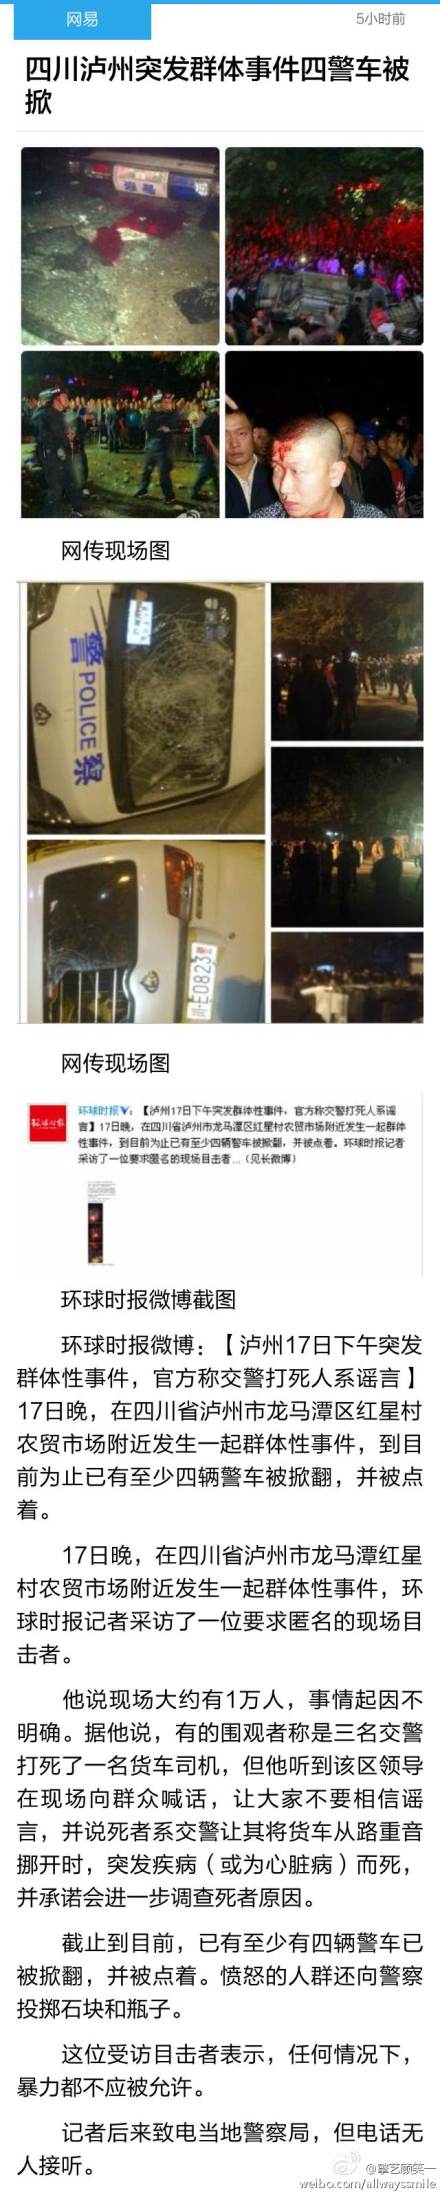 网易
5小时前
四川泸州突发群体事件四警车被
掀
网传现场图
警察
POLICE
川·E0823
网传现场图
环球时报
环球时报V：【泸州17日下午突发群体性事件，官方称交警打死人系谣
言】17日晚，在四川省泸州市龙马潭区红星村农贸市场附近发生一起群体
性事件，到目前为止已有至少四辆警车被掀翻，并被点着。环球时报记者
采访了一位要求匿名的现场目击者...（见长微博）
环球时报微博截图
环球时报微博：【泸州17日下午突发
群体性事件，官方称交警打死人系谣言】
17日晚，在四川省泸州市龙马潭区红星村
农贸市场附近发生一起群体性事件，到目
前为止已有至少四辆警车被掀翻，并被点
着。
17日晚，在四川省泸州市龙马潭红星
村农贸市场附近发生一起群体性事件，环
球时报记者采访了一位要求匿名的现场目
击者。
他说现场大约有1万人，事情起因不
明确。据他说，有的围观者称是三名交警
打死了一名货车司机，但他听到该区领导
在现场向群众喊话，让大家不要相信谣
言，并说死者系交警让其将货车从路重音
挪开时，突发疾病（或为心脏病）而死，
并承诺会进一步调查死者原因。
截止到目前，已有至少有四辆警车已
被掀翻，并被点着。愤怒的人群还向警察
投掷石块和瓶子。
这位受访目击者表示，任何情况下，
暴力都不应被允许。
记者后来致电当地警察局，但电话无
人接听。
@擎艺颐笑一
weibo.com/allwayssmile